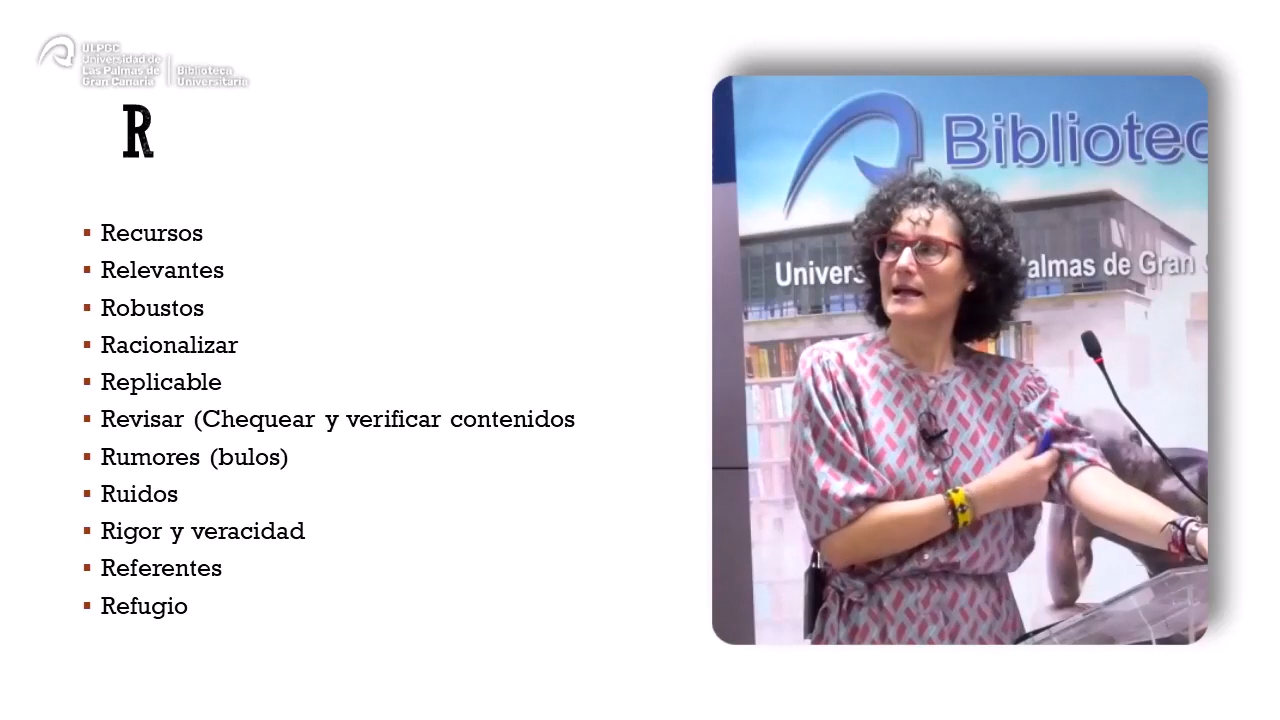 ULPGC
Universidad de
Las Palmas de
Gran Canaria
Biblioteca
Universitaria
R
Recursos
Relevantes
Robustos
Racionalizar
Replicable
Revisar (Chequear y verificar contenidos
Rumores (bulos)
Ruidos
Rigor y veracidad
Referentes
Refugio
Bibliotec
Univers almas de Gran